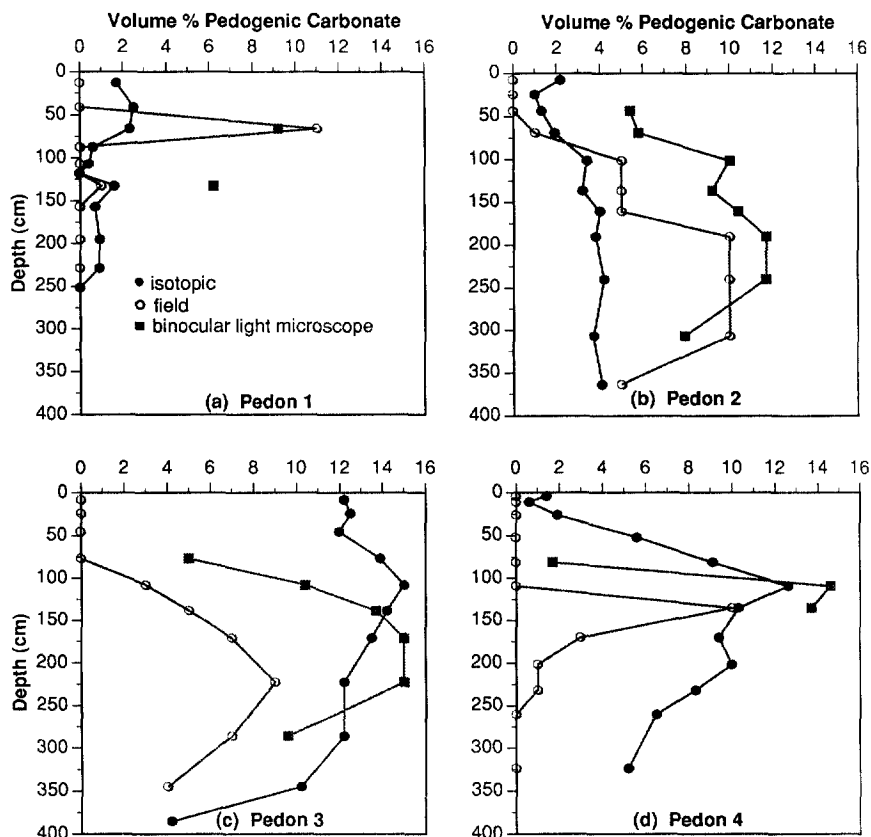 Volume % Pedogenic Carbonate
Volume % Pedogenic Carbonate
0 2 4 6 8 10 12 14 16
0 2 4 6 8 10 12 14 16
0
50
100
150
200
250
300
350
400
Depth (cm)
isotopic
field
binocular light microscope
(a) Pedon 1
0
50
100
150
200
250
300
350
400
(b) Pedon 2
0 2 4 6 8 10 12 14 16
0 2 4 6 8 10 12 14 16
0
50
100
150
200
250
300
350
400
Depth (cm)
(c) Pedon 3
0
50
100
150
200
250
300
350
400
(d) Pedon 4